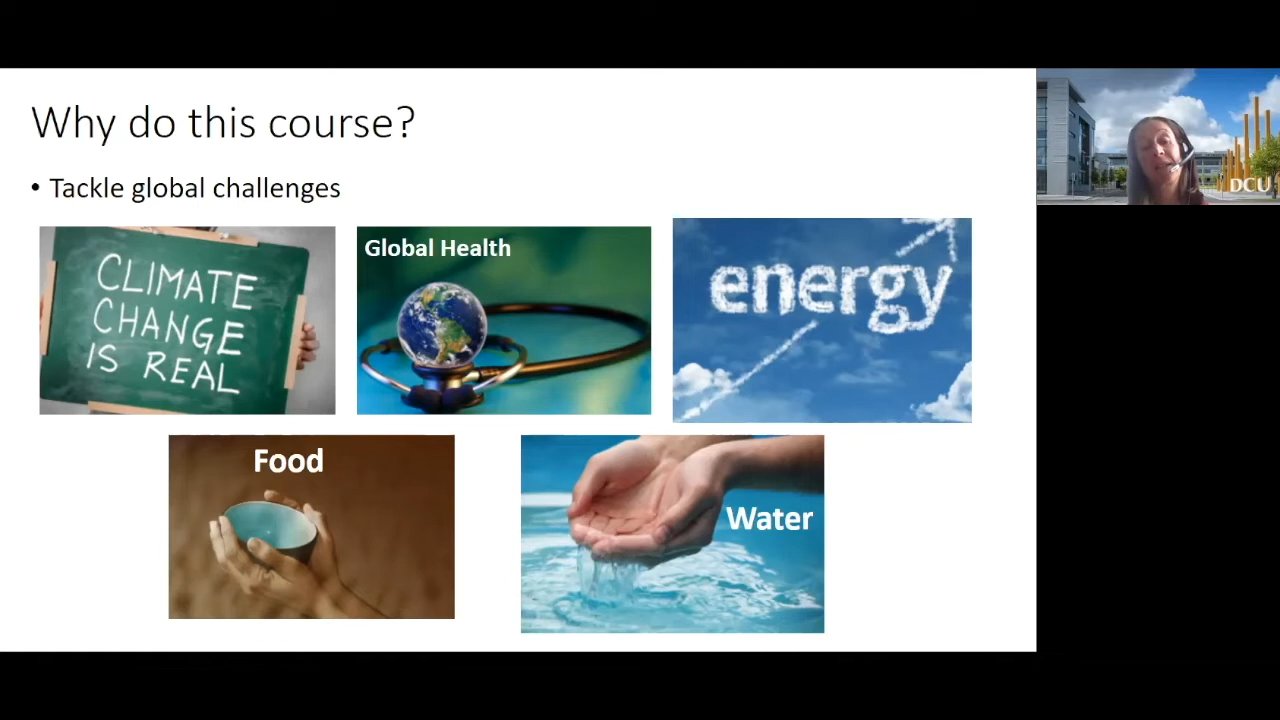 Why do this course?
• Tackle global challenges
CLIMATE
CHANGE
IS REAL
Global Health
energy
Food
Water
DCU